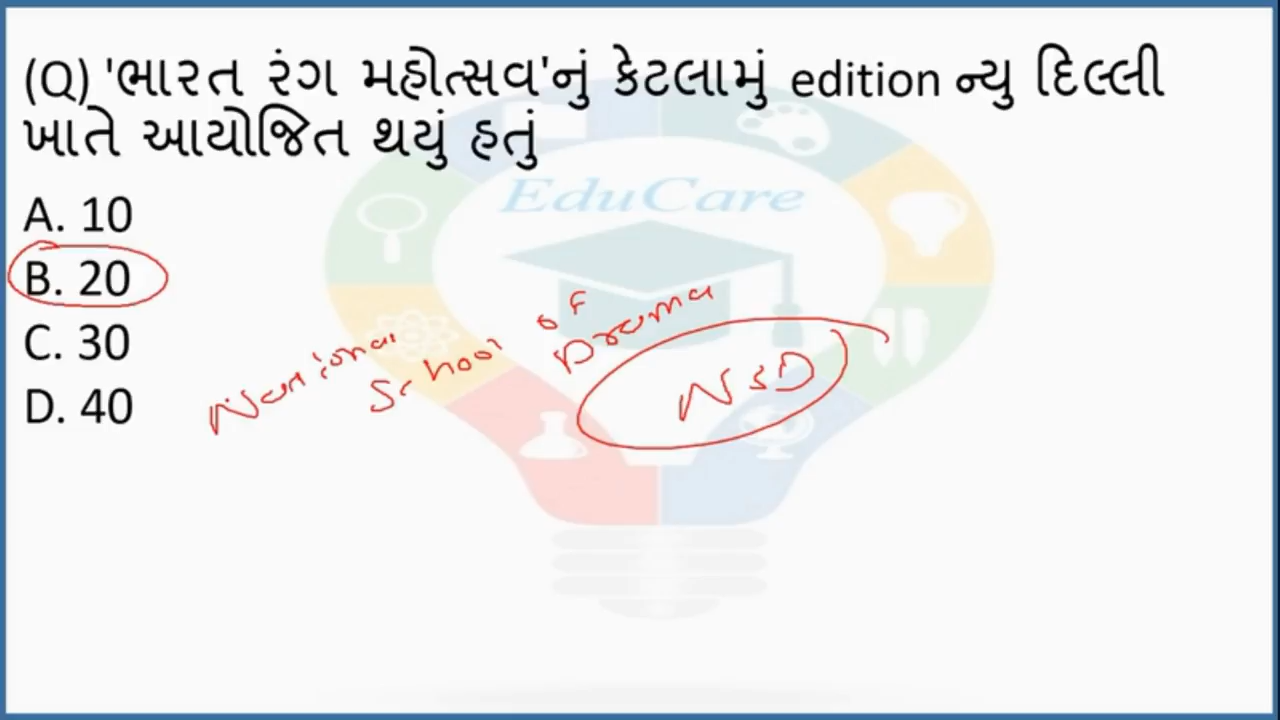 (Q) 'ભારત રંગ મહોત્સવ'નું કેટલામું edition ન્યુ દિલ્લી
ખાતે આયોજિત થયું હતું
EduCare
A. 10
B. 20
C. 30
D. 40
National School of Drama
NSD